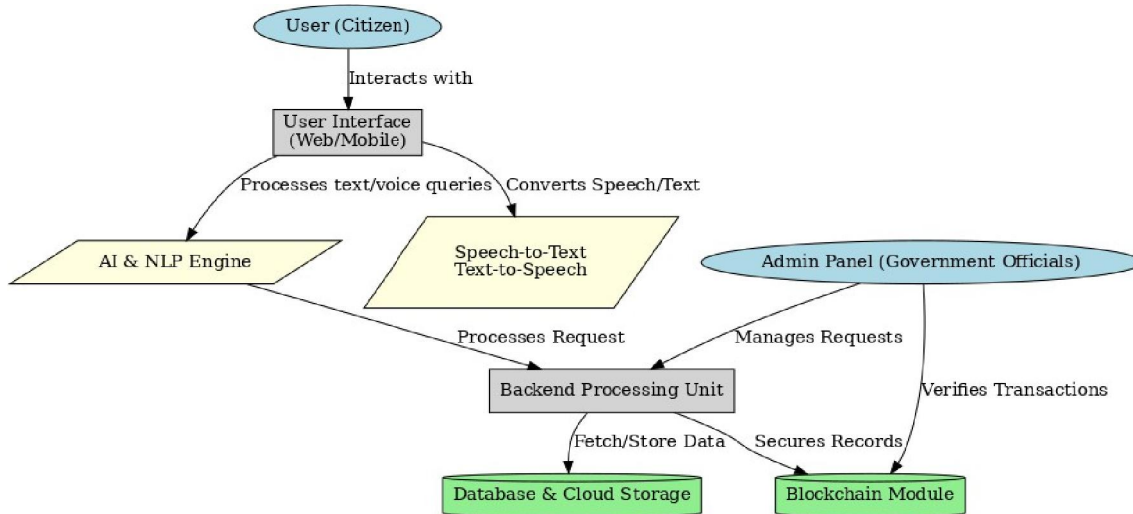 User (Citizen)
Interacts with
User Interface
(Web/Mobile)
Processes text/voice queries
Converts Speech/Text
AI & NLP Engine
Speech-to-Text
Text-to-Speech
Admin Panel (Government Officials)
Processes Request
Manages Requests
Backend Processing Unit
Verifies Transactions
Fetch/Store Data
Secures Records
Database & Cloud Storage
Blockchain Module